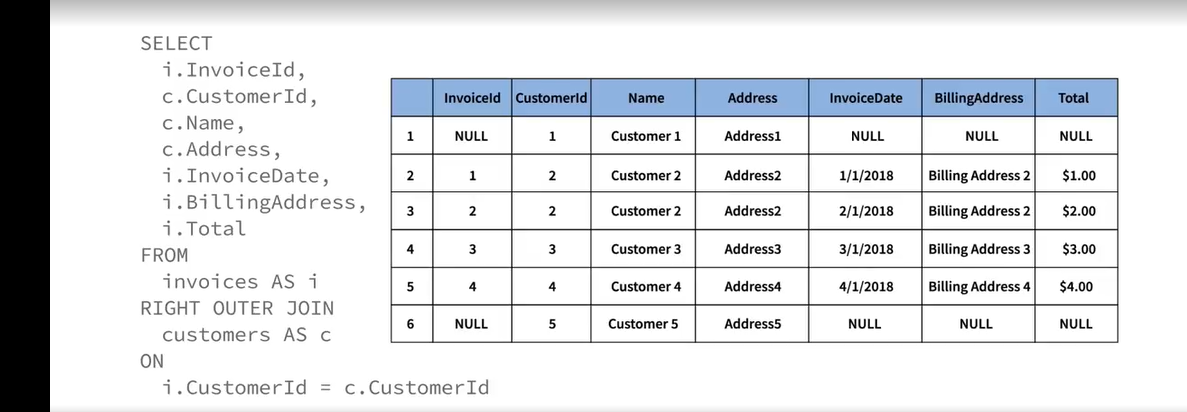 SELECT
i.InvoiceId,
c.CustomerId,
c.Name,
c.Address,
i.InvoiceDate,
i.BillingAddress,
i.Total
FROM
invoices AS i
RIGHT OUTER JOIN
customers AS c
ON
i.CustomerId = c.CustomerId
InvoiceId CustomerId Name Address InvoiceDate BillingAddress Total
1 NULL 1 Customer 1 Address1 NULL NULL NULL
2 1 2 Customer 2 Address2 1/1/2018 Billing Address 2 $1.00
3 2 2 Customer 2 Address2 2/1/2018 Billing Address 2 $2.00
4 3 3 Customer 3 Address3 3/1/2018 Billing Address 3 $3.00
5 4 4 Customer 4 Address4 4/1/2018 Billing Address 4 $4.00
6 NULL 5 Customer 5 Address5 NULL NULL NULL